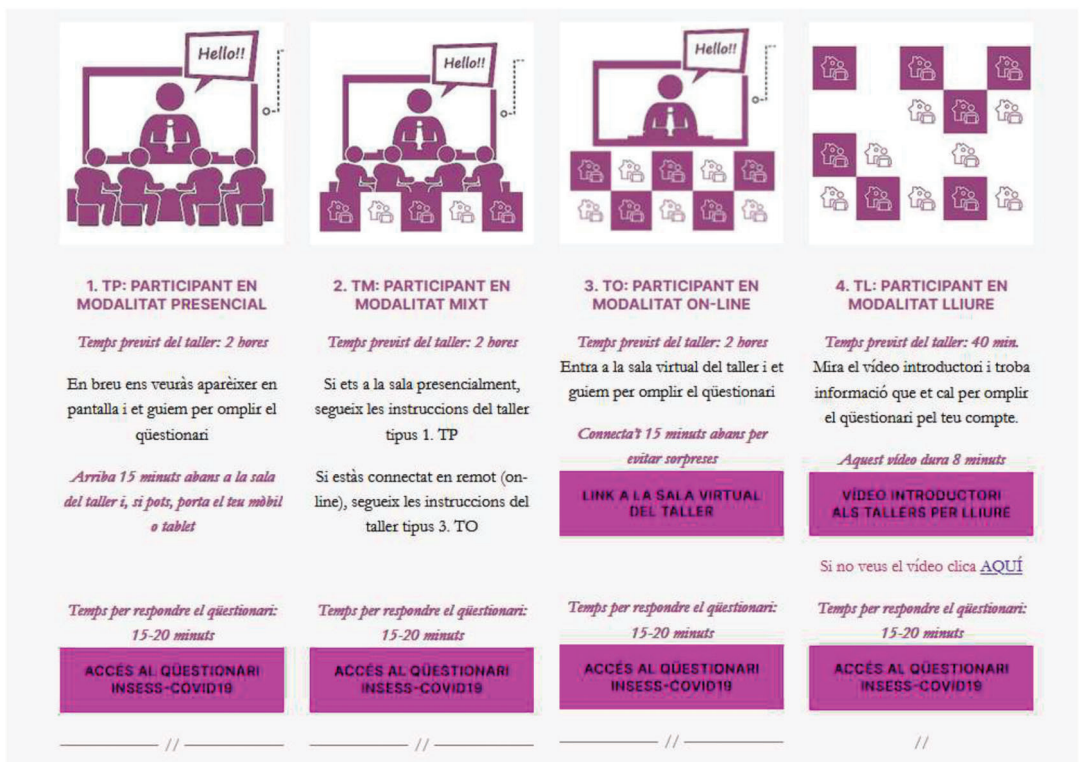 Hello!!
1. TP: PARTICIPANT EN
MODALITAT PRESENCIAL
Temps previst del taller: 2 hores
En breu ens veuràs aparèixer en
pantalla i et guiem per omplir el
qüestionari
Arriba 15 minuts abans a la sala
del taller i, si pots, porta el teu mòbil
o tablet
Temps per respondre el qüestionari:
15-20 minuts
ACCÉS AL QÜESTIONARI
INSESS-COVID19
//
Hello!!
2. TM: PARTICIPANT EN
MODALITAT MIXT
Temps previst del taller: 2 hores
Si ets a la sala presencialment,
segueix les instruccions del taller
tipus 1. TP
Si estàs connectat en remot (on-
line), segueix les instruccions del
taller tipus 3. TO
Temps per respondre el qüestionari:
15-20 minuts
ACCÉS AL QÜESTIONARI
INSESS-COVID19
//
Hello!!
3. TO: PARTICIPANT EN
MODALITAT ON-LINE
Temps previst del taller: 2 hores
Entra a la sala virtual del taller i et
guiem per omplir el qüestionari
Connecta't 15 minuts abans per
evitar sorpreses
LINK A LA SALA VIRTUAL
DEL TALLER
Temps per respondre el qüestionari:
15-20 minuts
ACCÉS AL QÜESTIONARI
INSESS-COVID19
//
4. TL: PARTICIPANT EN
MODALITAT LLIURE
Temps previst del taller: 40 min.
Mira el vídeo introductori i troba
informació que et cal per omplir
el qüestionari pel teu compte.
Aquest vídeo dura 8 minuts
VÍDEO INTRODUCTORI
ALS TALLERS PER LLIURE
Si no veus el vídeo clica AQUÍ
Temps per respondre el qüestionari:
15-20 minuts
ACCÉS AL QÜESTIONARI
INSESS-COVID19
//